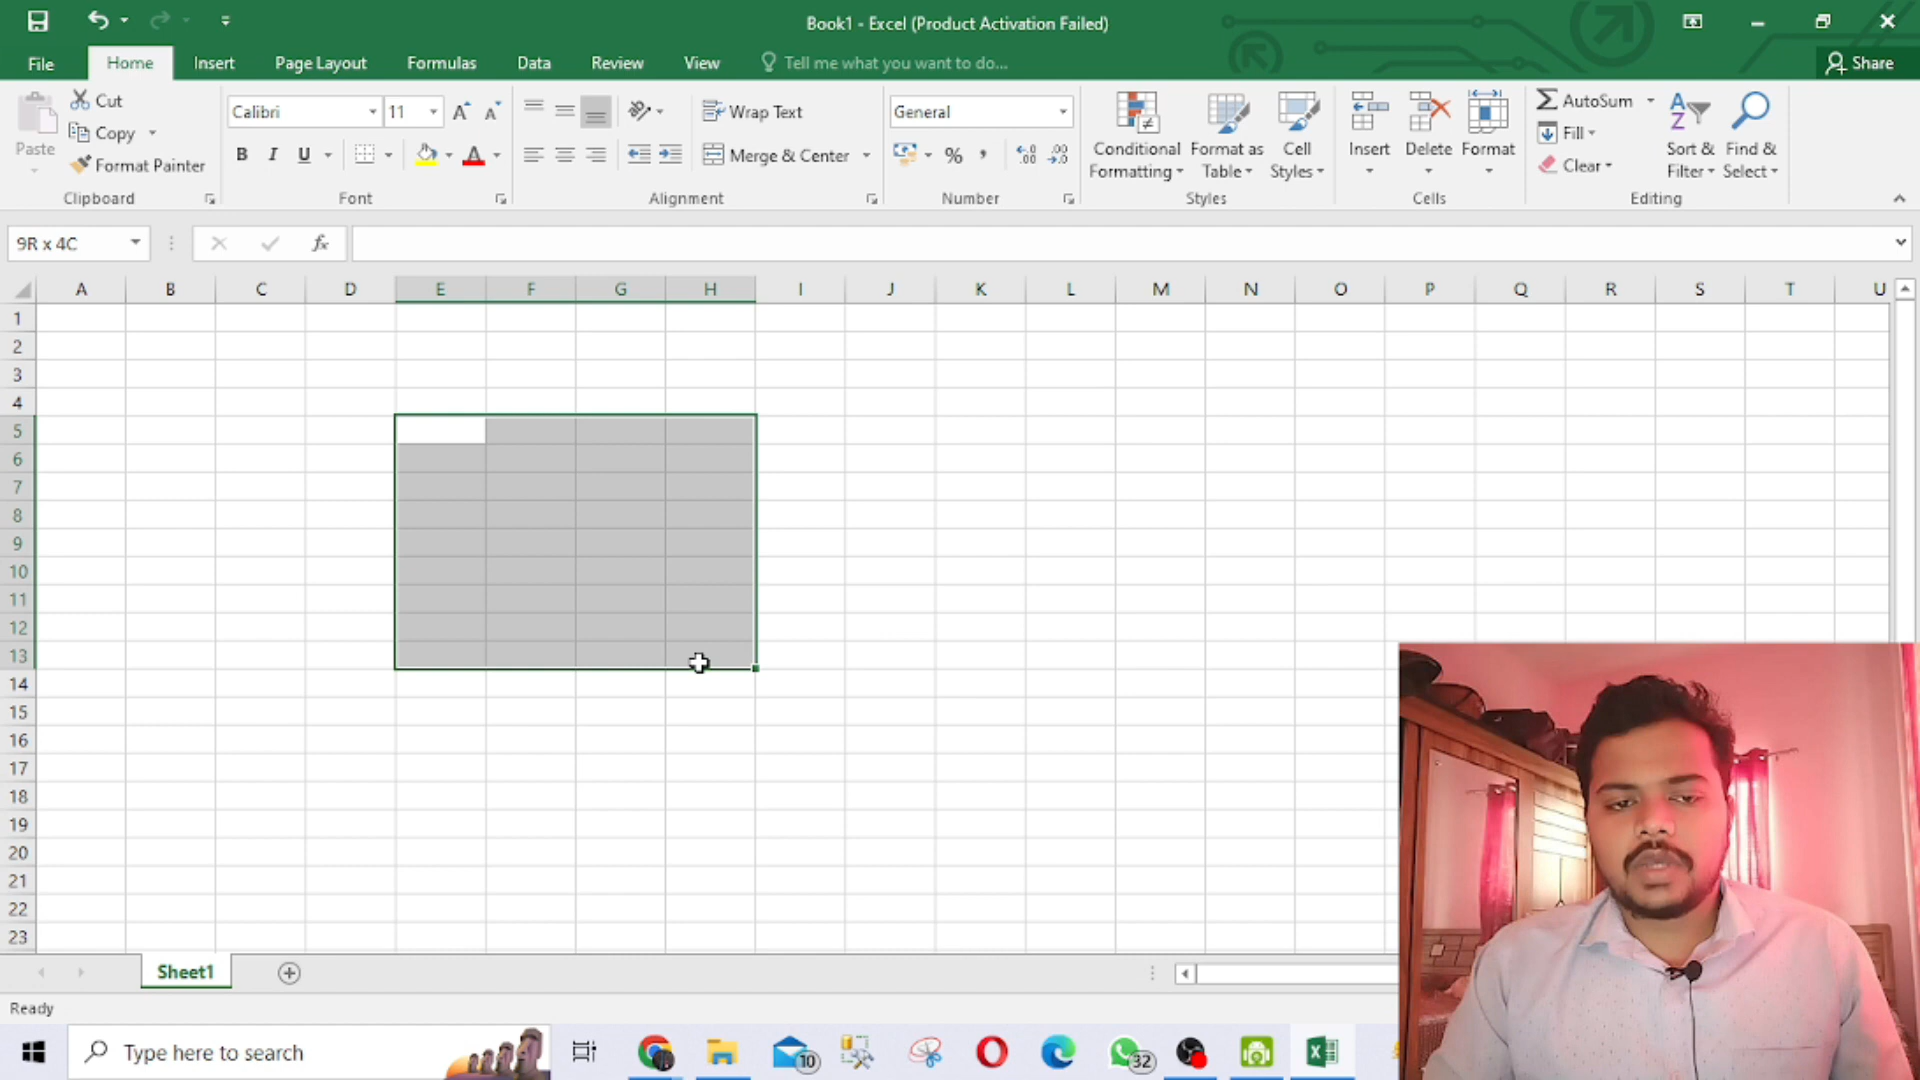 Book1 - Excel (Product Activation Failed)
File Home Insert Page Layout Formulas Data Review View Tell me what you want to do... Share
Cut
Copy
Format Painter
Paste
Clipboard
Calibri 11
B I U A
Font
Wrap Text
Merge & Center
Alignment
General
%
Number
Conditional Formatting
Format as Table
Cell Styles
Styles
Insert Delete Format
Cells
AutoSum
Fill
Clear
Sort & Filter
Find & Select
Editing
9R x 4C fx
A B C D E F G H I J K L M N O P Q R S T U
1
2
3
4
5
6
7
8
9
10
11
12
13
14
15
16
17
18
19
20
21
22
23
Sheet1
Ready
Type here to search 10 32